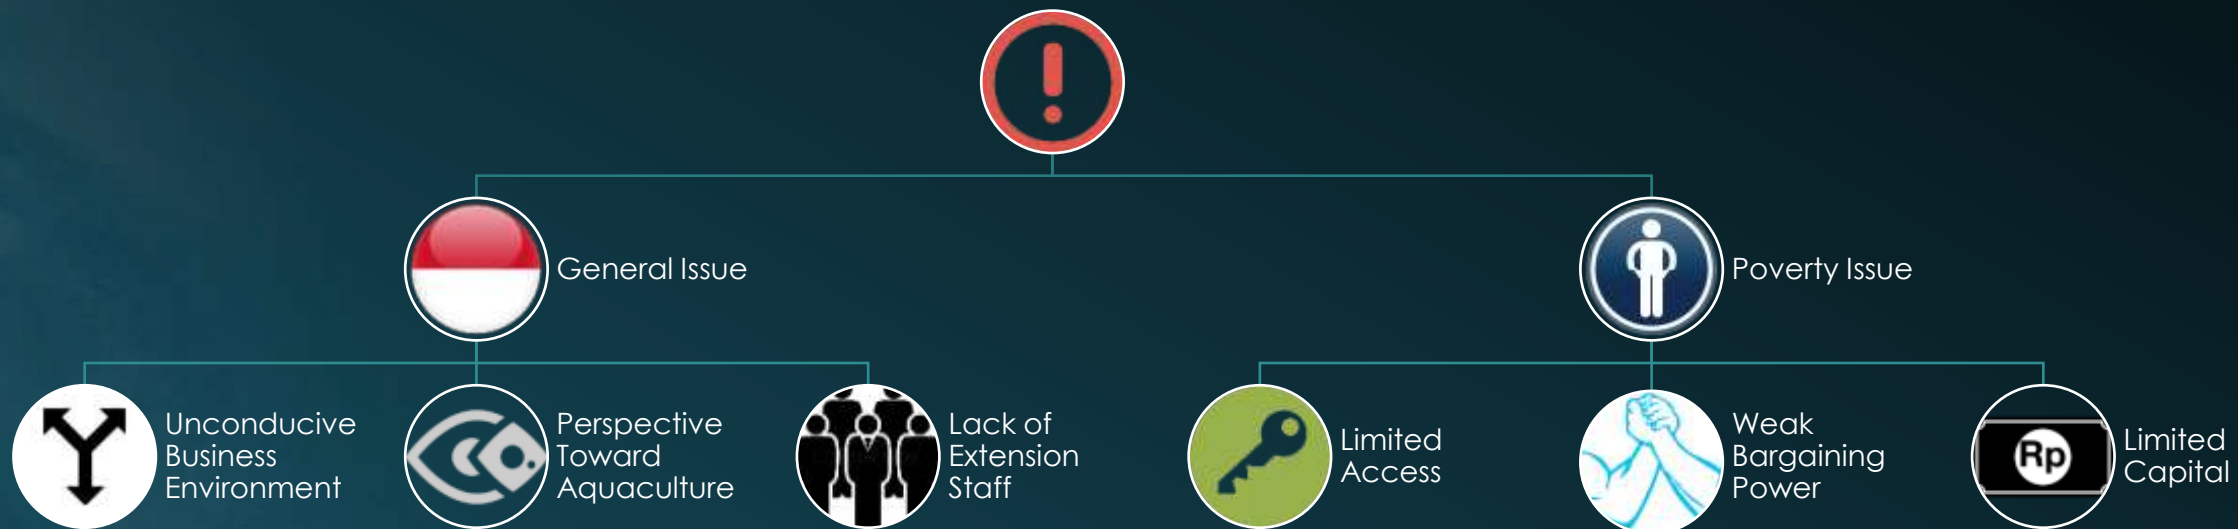 General Issue
Poverty Issue
Unconducive
Business
Environment
Perspective
Toward
Aquaculture
Lack of
Extension
Staff
Limited
Access
Weak
Bargaining
Power
Rp
Limited
Capital